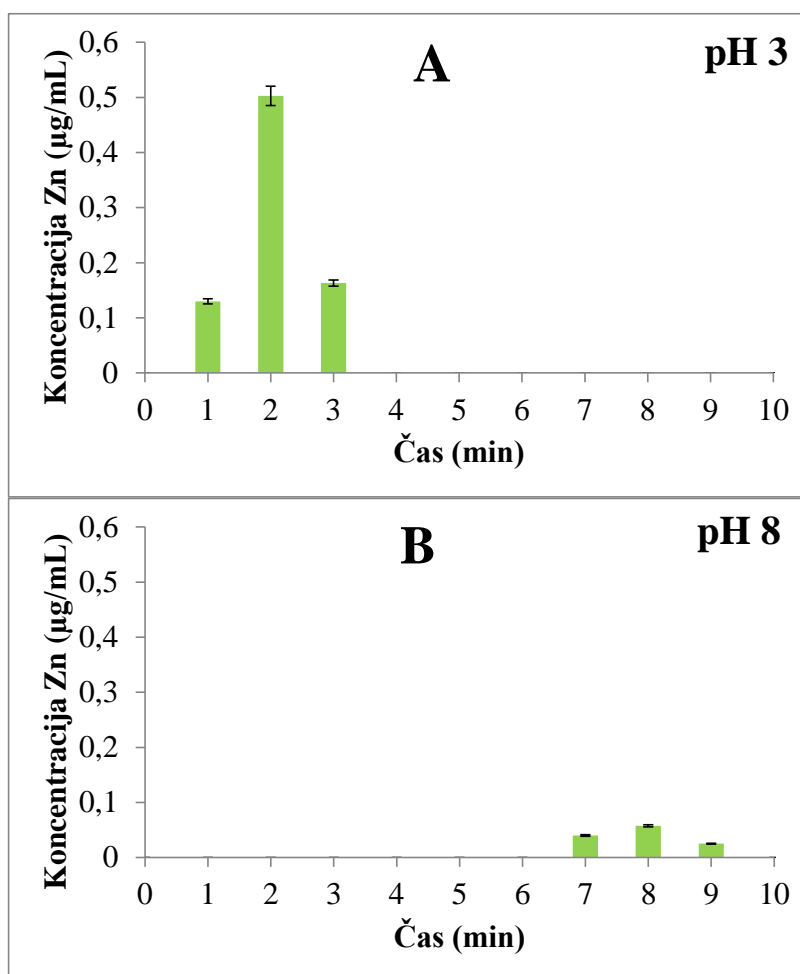 A
pH 3
Koncentracija Zn (µg/mL)
0,6
0,5
0,4
0,3
0,2
0,1
0
0 1 2 3 4 5 6 7 8 9 10
Čas (min)
B
pH 8
Koncentracija Zn (µg/mL)
0,6
0,5
0,4
0,3
0,2
0,1
0
0 1 2 3 4 5 6 7 8 9 10
Čas (min)